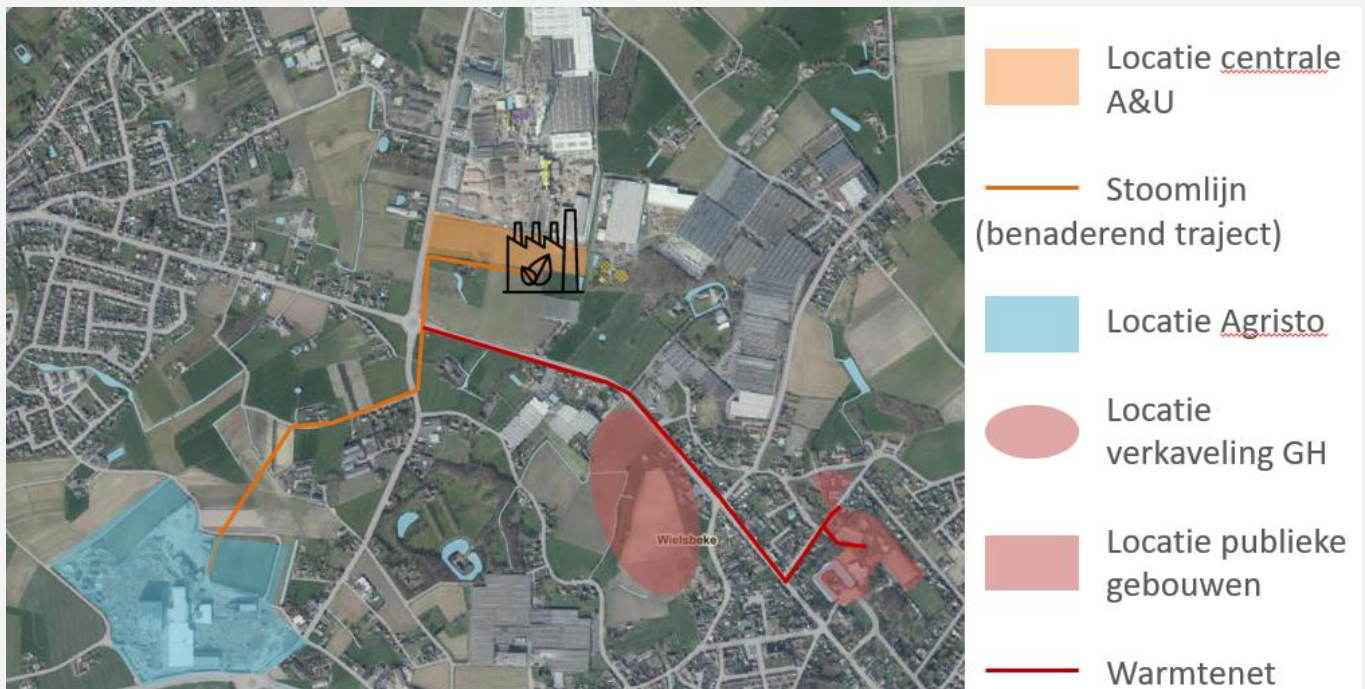 Locatie centrale
A&U
Stoomlijn
(benaderend traject)
Locatie Agristo
Locatie
verkaveling GH
Wielsbeke
Locatie publieke
gebouwen
Warmtenet